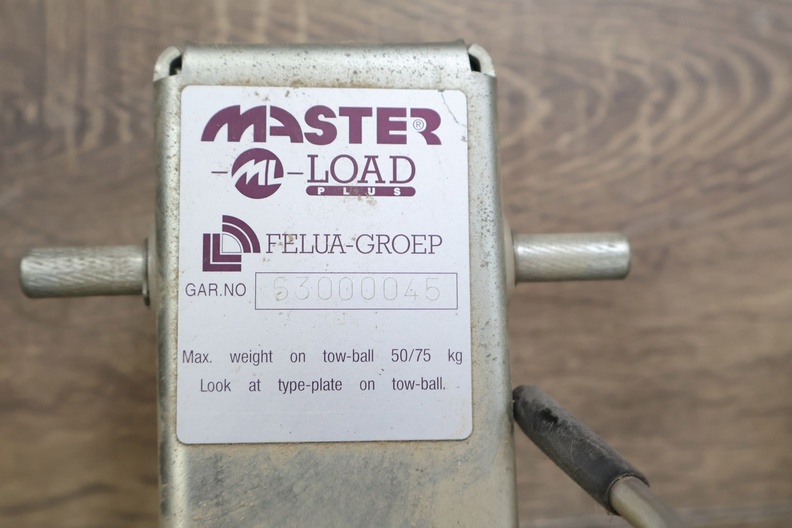 MASTER®
-ML-LOAD
PLUS
FELUA-GROEP
GAR.NO 63000045
Max. weight on tow-ball 50/75 kg
Look at type-plate on tow-ball.